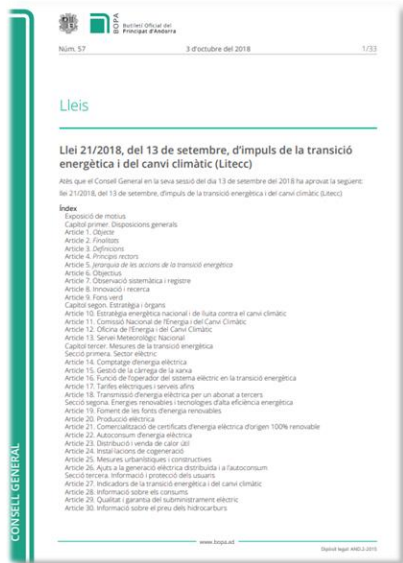 BOPA
Butlletí Oficial del
Principat d'Andorra
Núm. 57 3 d'octubre del 2018 1/33
Lleis
Llei 21/2018, del 13 de setembre, d'impuls de la transició
energètica i del canvi climàtic (Litecc)
Atès que el Consell General en la seva sessió del dia 13 de setembre del 2018 ha aprovat la següent:
llei 21/2018, del 13 de setembre, d'impuls de la transició energètica i del canvi climàtic (Litecc)
Índex
Exposició de motius
Capítol primer. Disposicions generals
Article 1. Objecte
Article 2. Finalitats
Article 3. Definicions
Article 4. Principis rectors
Article 5. Jerarquia de les accions de la transició energètica
Article 6. Objectius
Article 7. Observació sistemàtica i registre
Article 8. Innovació i recerca
Article 9. Fons verd
Capítol segon. Estratègia i òrgans
Article 10. Estratègia energètica nacional i de lluita contra el canvi climàtic
Article 11. Comissió Nacional de l'Energia i del Canvi Climàtic
Article 12. Oficina de l'Energia i del Canvi Climàtic
Article 13. Servei Meteorològic Nacional
Capítol tercer. Mesures de la transició energètica
Secció primera. Sector elèctric
Article 14. Comptatge d'energia elèctrica
Article 15. Gestió de la càrrega de la xarxa
Article 16. Funció de l'operador del sistema elèctric en la transició energètica
Article 17. Tarifes elèctriques i serveis afins
Article 18. Transmissió d'energia elèctrica per un abonat a tercers
Secció segona. Energies renovables i tecnologies d'alta eficiència energètica
Article 19. Foment de les fonts d'energia renovables
Article 20. Producció elèctrica
Article 21. Comercialització de certificats d'energia elèctrica d'origen 100% renovable
Article 22. Autoconsum d'energia elèctrica
Article 23. Distribució i venda de calor útil
Article 24. Instal·lacions de cogeneració
Article 25. Mesures urbanístiques i constructives
Article 26. Ajuts a la generació elèctrica distribuïda i a l'autoconsum
Secció tercera. Informació i protecció dels usuaris
Article 27. Indicadors de la transició energètica i del canvi climàtic
Article 28. Informació sobre els consums
Article 29. Qualitat i garantia del subministrament elèctric
Article 30. Informació sobre el preu dels hidrocarburs
CONSELL GENERAL
www.bopa.ad
Dipòsit legal: AND.2-2015